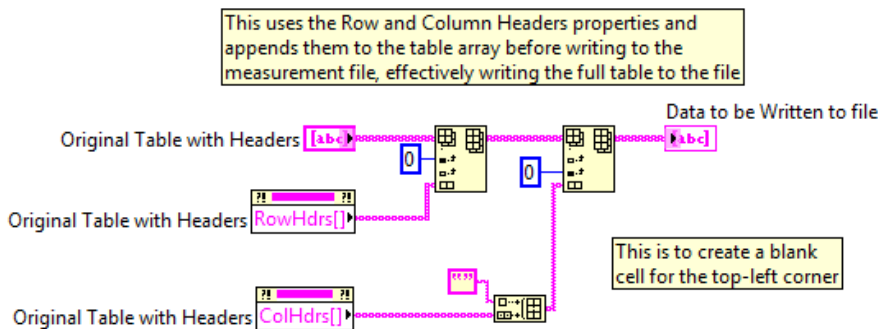 This uses the Row and Column Headers properties and
appends them to the table array before writing to the
measurement file, effectively writing the full table to the file
Data to be Written to file
Original Table with Headers
[abc]
[abc]
0
0
Original Table with Headers
?!
?!
RowHdrs[]
This is to create a blank
cell for the top-left corner
""
?!
?!
Original Table with Headers
ColHdrs[]